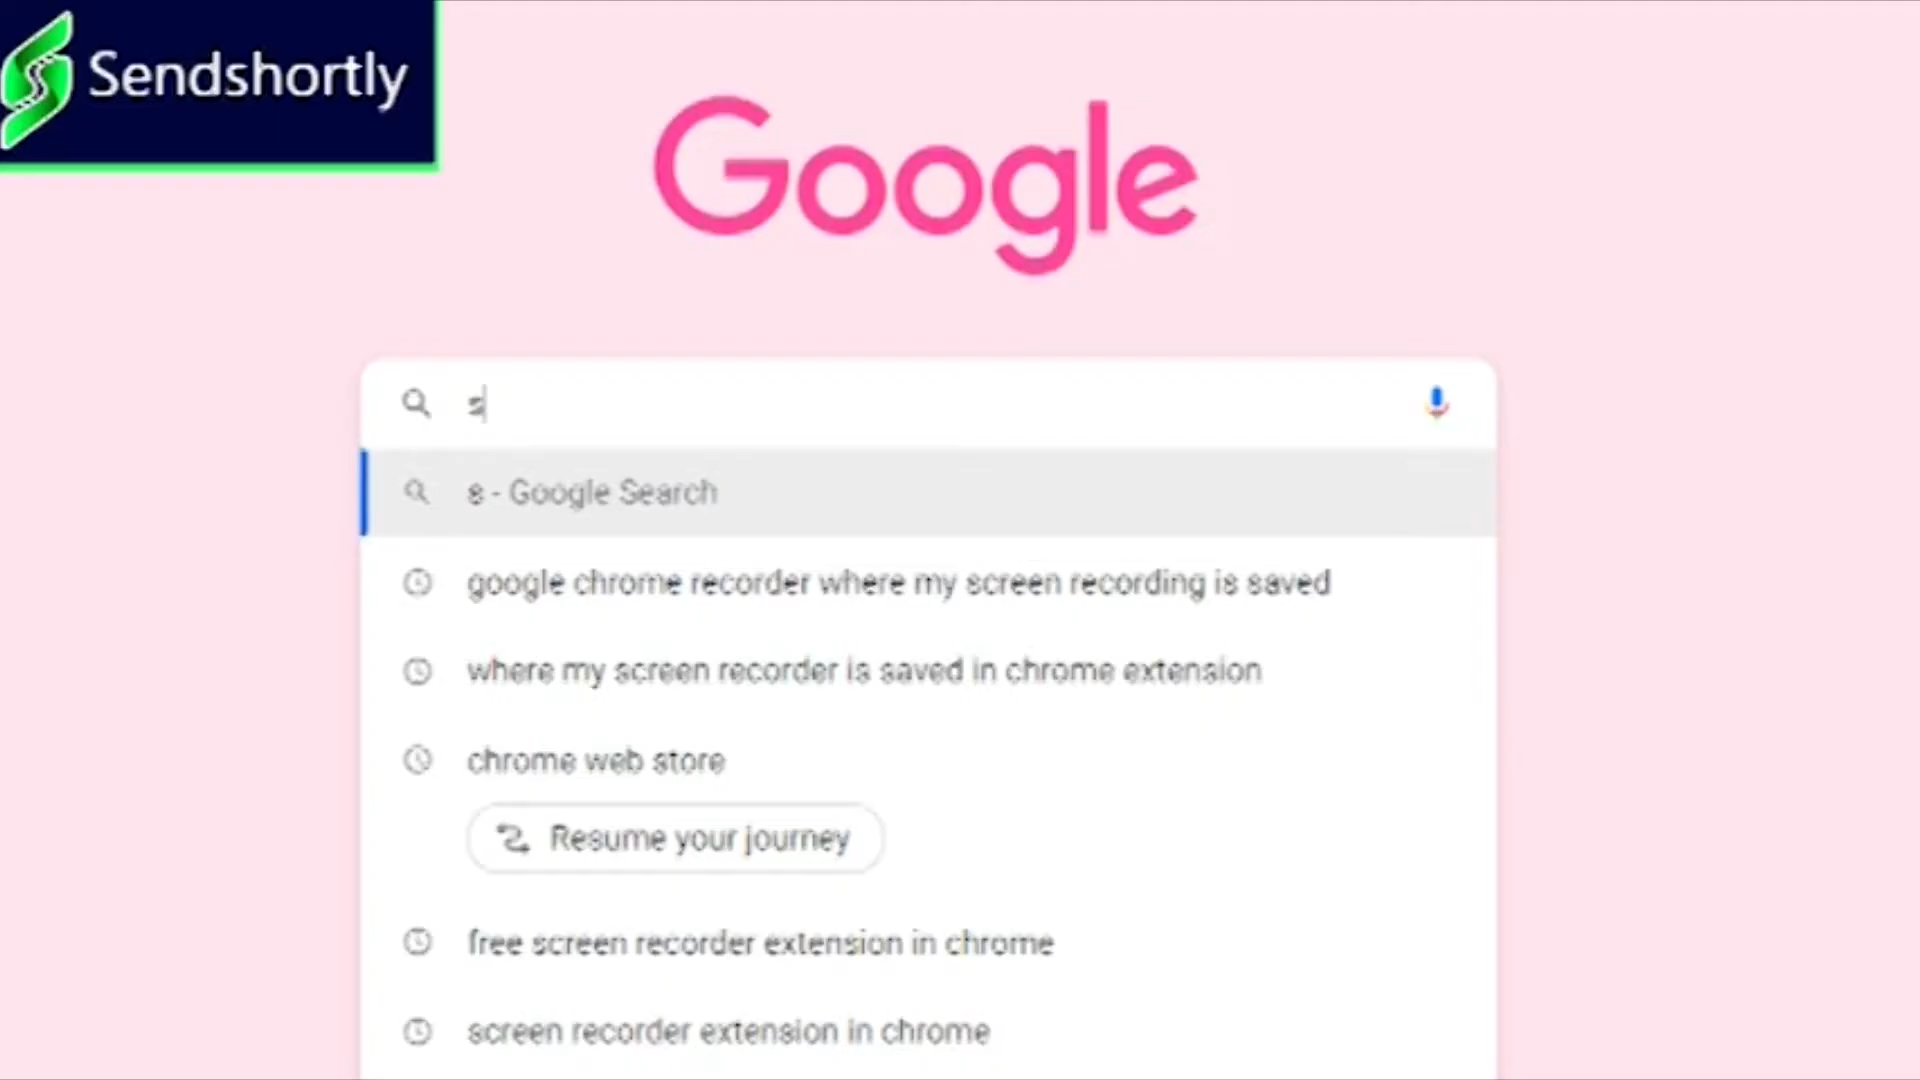 Sendshortly
Google
s
s - Google Search
google chrome recorder where my screen recording is saved
where my screen recorder is saved in chrome extension
chrome web store
Resume your journey
free screen recorder extension in chrome
screen recorder extension in chrome